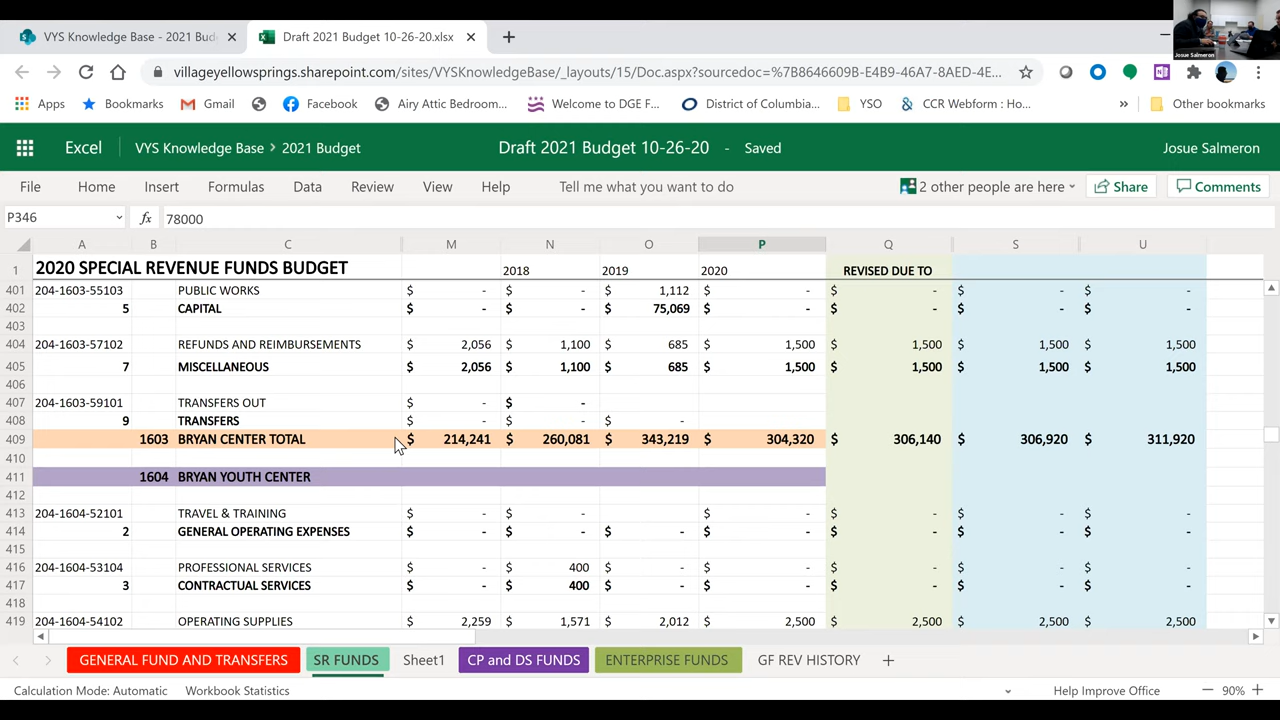 VYS Knowledge Base - 2021 Bud
Draft 2021 Budget 10-26-20.xlsx
Josue Salmeron
villageyellowsprings.sharepoint.com/sites/VYSKnowledgeBase/_layouts/15/Doc.aspx?sourcedoc=%7B8646609B-E4B9-46A7-8AED-4E...
Apps Bookmarks Gmail Facebook Airy Attic Bedroom... Welcome to DGE F... District of Columbia... YSO CCR Webform : Ho... » Other bookmarks
Excel VYS Knowledge Base > 2021 Budget Draft 2021 Budget 10-26-20 - Saved Josue Salmeron
File Home Insert Formulas Data Review View Help Tell me what you want to do 2 other people are here Share Comments
P346 fx 78000
A B C M N O P Q S U
1 2020 SPECIAL REVENUE FUNDS BUDGET 2018 2019 2020 REVISED DUE TO
401 204-1603-55103 PUBLIC WORKS $ - $ - $ 1,112 $ - $ - $ - $ -
402 5 CAPITAL $ - $ - $ 75,069 $ - $ - $ - $ -
403
404 204-1603-57102 REFUNDS AND REIMBURSEMENTS $ 2,056 $ 1,100 $ 685 $ 1,500 $ 1,500 $ 1,500 $ 1,500
405 7 MISCELLANEOUS $ 2,056 $ 1,100 $ 685 $ 1,500 $ 1,500 $ 1,500 $ 1,500
406
407 204-1603-59101 TRANSFERS OUT $ - $ -
408 9 TRANSFERS $ - $ - $ -
409 1603 BRYAN CENTER TOTAL $ 214,241 $ 260,081 $ 343,219 $ 304,320 $ 306,140 $ 306,920 $ 311,920
410
411 1604 BRYAN YOUTH CENTER
412
413 204-1604-52101 TRAVEL & TRAINING $ - $ - $ - $ - $ - $ -
414 2 GENERAL OPERATING EXPENSES $ - $ - $ - $ - $ - $ - $ -
415
416 204-1604-53104 PROFESSIONAL SERVICES $ - $ 400 $ - $ - $ - $ - $ -
417 3 CONTRACTUAL SERVICES $ - $ 400 $ - $ - $ - $ - $ -
418
419 204-1604-54102 OPERATING SUPPLIES $ 2,259 $ 1,571 $ 2,012 $ 2,500 $ 2,500 $ 2,500 $ 2,500
GENERAL FUND AND TRANSFERS SR FUNDS Sheet1 CP and DS FUNDS ENTERPRISE FUNDS GF REV HISTORY
Calculation Mode: Automatic Workbook Statistics Help Improve Office 90%